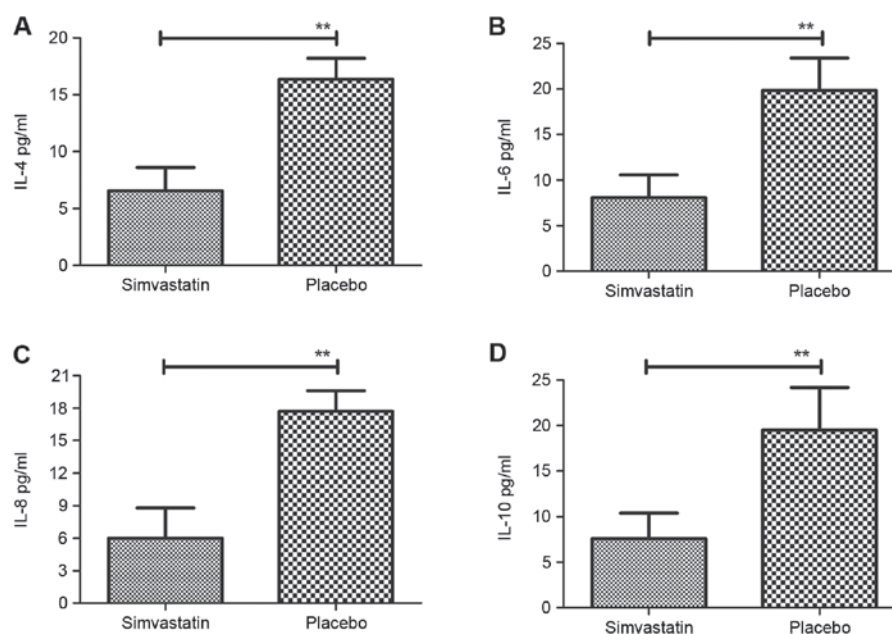 A
**
20
15
10
5
0
IL-4 pg/ml
Simvastatin
Placebo
B
**
25
20
15
10
5
0
IL-6 pg/ml
Simvastatin
Placebo
C
**
21
18
15
12
9
6
3
0
IL-8 pg/ml
Simvastatin
Placebo
D
**
25
20
15
10
5
0
IL-10 pg/ml
Simvastatin
Placebo